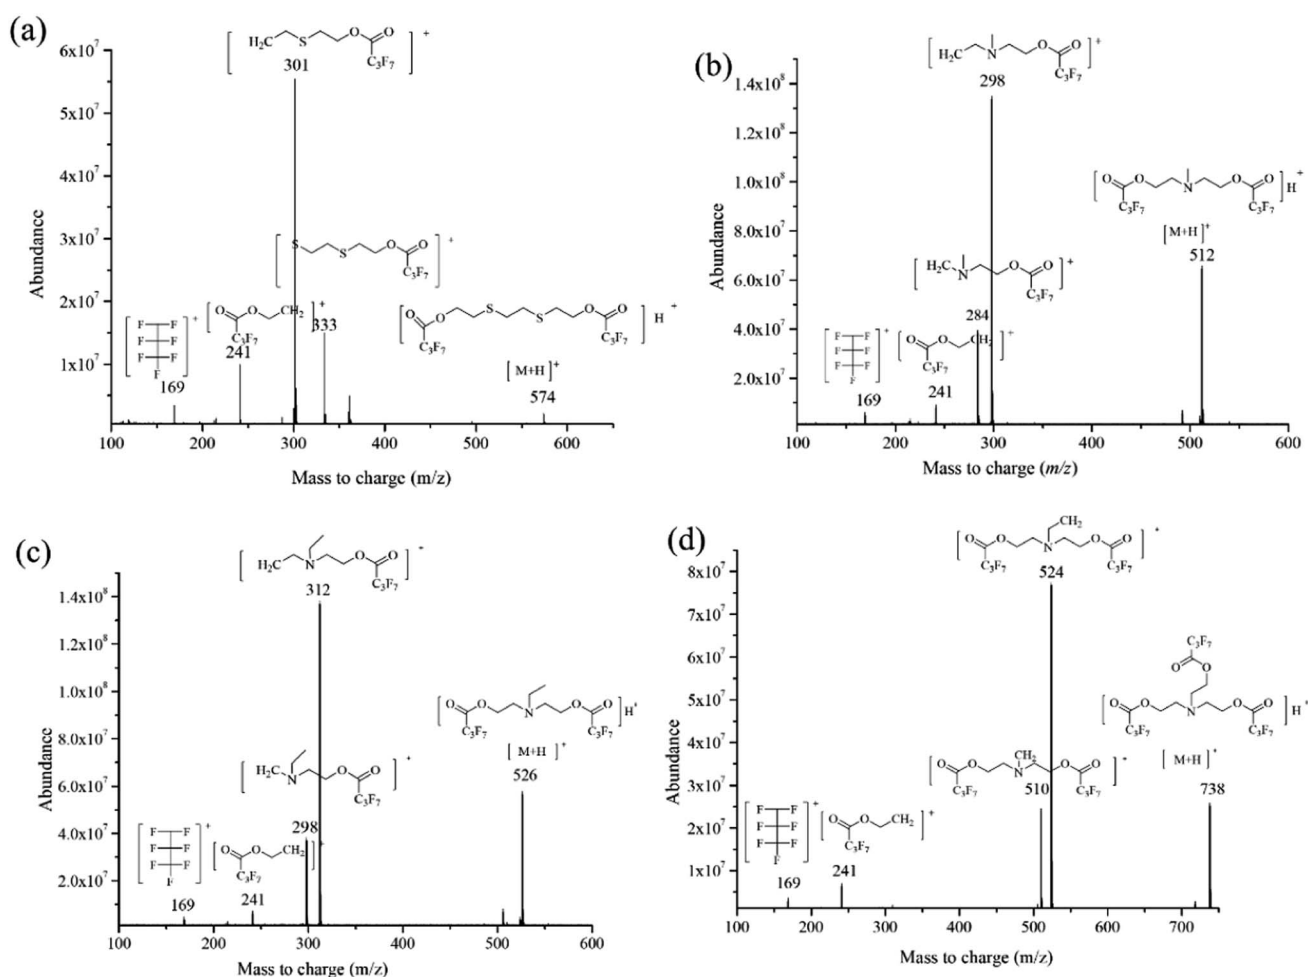 (a)
6x10⁷
5x10⁷
4x10⁷
3x10⁷
2x10⁷
1x10⁷
Abundance
100 200 300 400 500 600
Mass to charge (m/z)
H₂C S O O C₃F₇ +
301
S S O O C₃F₇ +
333
O O CH₂ C₃F₇ +
241
F F F F F F F +
169
O O S S O O C₃F₇ C₃F₇ H +
[M+H]+
574
(b)
1.4x10⁸
1.2x10⁸
1.0x10⁸
8.0x10⁷
6.0x10⁷
4.0x10⁷
2.0x10⁷
Abundance
100 200 300 400 500 600
Mass to charge (m/z)
H₂C N O O C₃F₇ +
298
H₂C N O O C₃F₇ +
284
O O CH₂ C₃F₇ +
241
F F F F F F F +
169
O O N O O C₃F₇ C₃F₇ H +
[M+H]+
512
(c)
1.4x10⁸
1.2x10⁸
1.0x10⁸
8.0x10⁷
6.0x10⁷
4.0x10⁷
2.0x10⁷
Abundance
100 200 300 400 500 600
Mass to charge (m/z)
H₂C N O O C₃F₇ +
312
H₂C N O O C₃F₇ +
298
O O CH₂ C₃F₇ +
241
F F F F F F F +
169
O O N O O C₃F₇ C₃F₇ H +
[M+H]+
526
(d)
8x10⁷
7x10⁷
6x10⁷
5x10⁷
4x10⁷
3x10⁷
2x10⁷
1x10⁷
Abundance
100 200 300 400 500 600 700
Mass to charge (m/z)
CH₂ O O N O O C₃F₇ C₃F₇ +
524
CH₂ O O N O O C₃F₇ C₃F₇ +
510
O O CH₂ C₃F₇ +
241
F F F F F F F +
169
C₃F₇ O O O O N O O C₃F₇ C₃F₇ H +
[M+H]+
738